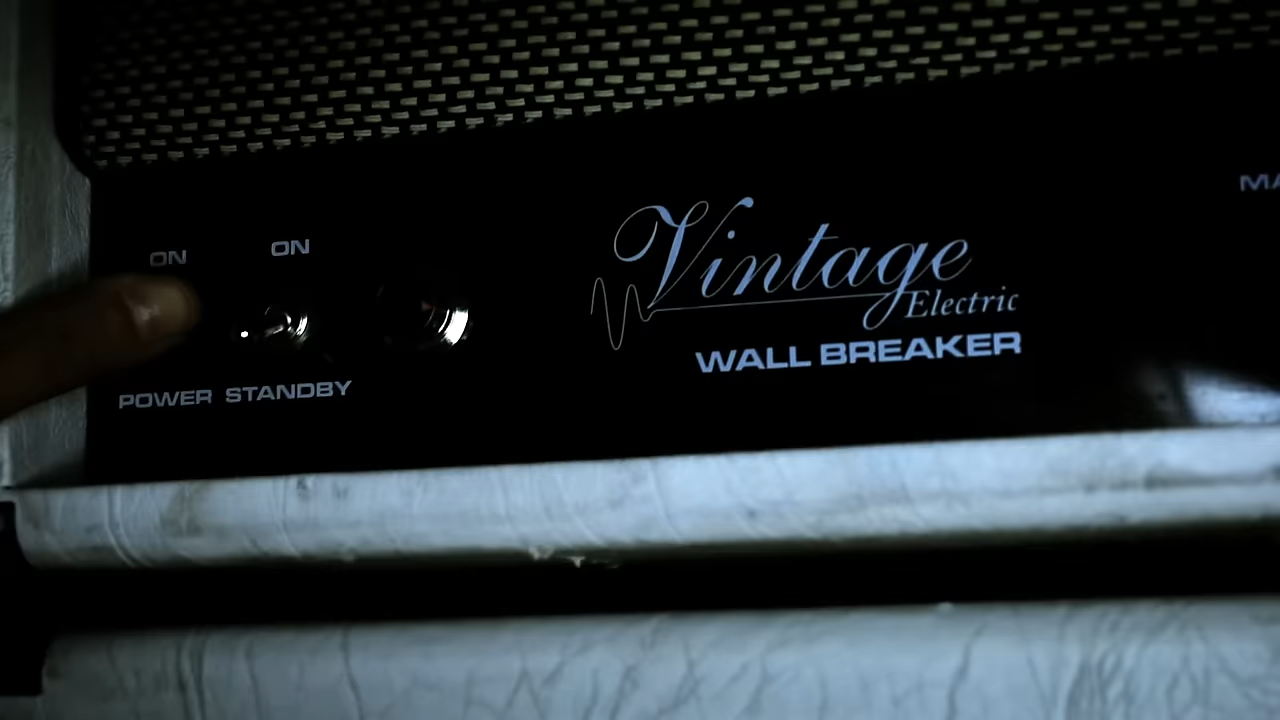 ON ON
POWER STANDBY
Vintage
Electric
WALL BREAKER